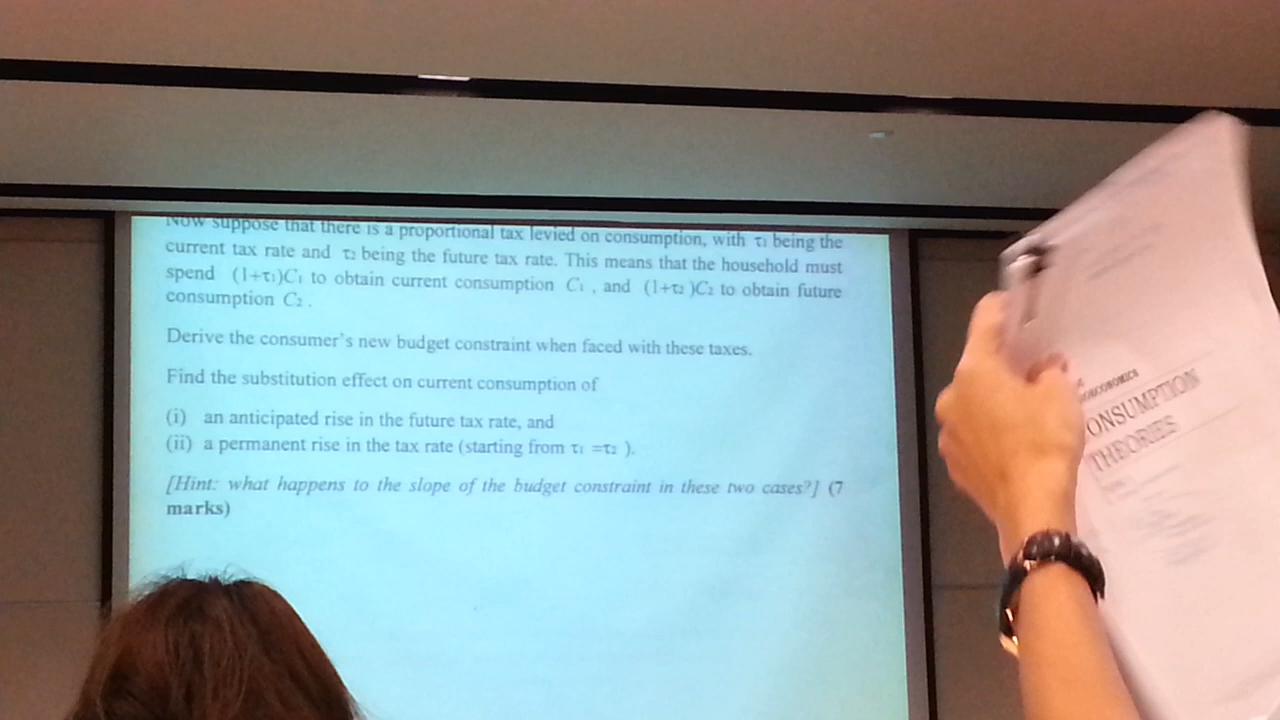 Now suppose that there is a proportional tax levied on consumption, with τ₁ being the
current tax rate and τ₂ being the future tax rate. This means that the household must
spend (1+τ₁)C₁ to obtain current consumption C₁ , and (1+τ₂ )C₂ to obtain future
consumption C₂ .
Derive the consumer's new budget constraint when faced with these taxes.
Find the substitution effect on current consumption of
(i) an anticipated rise in the future tax rate, and
(ii) a permanent rise in the tax rate (starting from τ₁ =τ₂ ).
[Hint: what happens to the slope of the budget constraint in these two cases?] (7
marks)
ONSUMPTION
THEORIES